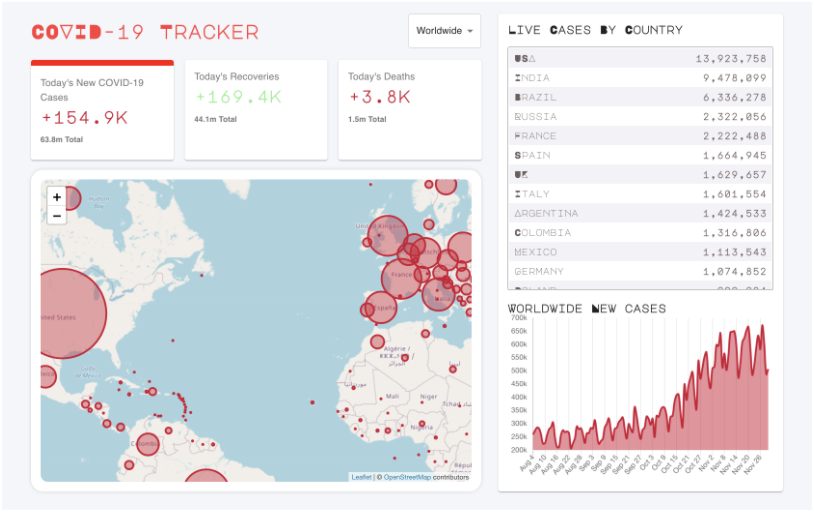 COVID-19 TRACKER
Worldwide
Today's New COVID-19
Cases
+154.9K
63.8m Total
Today's Recoveries
+169.4K
44.1m Total
Today's Deaths
+3.8K
1.5m Total
+
−
Hudson
Bay
United States
United Kingdom
France
España
Italia
Algérie /
الجزائر
Mali
Niger
Nigeria
Tchad
Colombia
Leaflet | © OpenStreetMap contributors
LIVE CASES BY COUNTRY
USA 13,923,758
INDIA 9,478,099
BRAZIL 6,336,278
RUSSIA 2,322,056
FRANCE 2,222,488
SPAIN 1,664,945
UK 1,629,657
ITALY 1,601,554
ARGENTINA 1,424,533
COLOMBIA 1,316,806
MEXICO 1,113,543
GERMANY 1,074,852
WORLDWIDE NEW CASES
700k
650k
600k
550k
500k
450k
400k
350k
300k
250k
200k
Aug 4
Aug 10
Aug 16
Aug 22
Aug 28
Sep 3
Sep 9
Sep 15
Sep 21
Sep 27
Oct 3
Oct 9
Oct 15
Oct 21
Oct 27
Nov 2
Nov 8
Nov 14
Nov 20
Nov 26